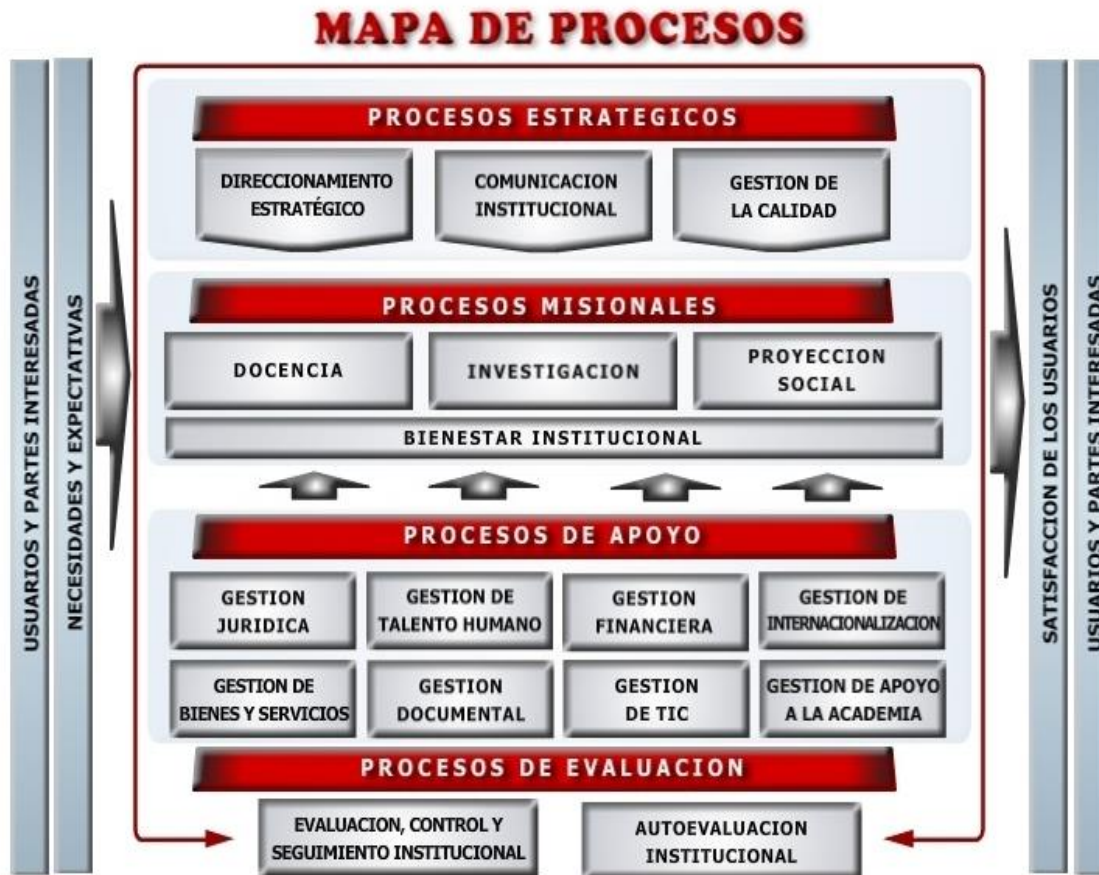 MAPA DE PROCESOS
USUARIOS Y PARTES INTERESADAS
NECESIDADES Y EXPECTATIVAS
PROCESOS ESTRATEGICOS
DIRECCIONAMIENTO
ESTRATÉGICO
COMUNICACION
INSTITUCIONAL
GESTION DE
LA CALIDAD
PROCESOS MISIONALES
DOCENCIA
INVESTIGACION
PROYECCION
SOCIAL
BIENESTAR INSTITUCIONAL
PROCESOS DE APOYO
GESTION
JURIDICA
GESTION DE
TALENTO HUMANO
GESTION
FINANCIERA
GESTION DE
INTERNACIONALIZACION
GESTION DE
BIENES Y SERVICIOS
GESTION
DOCUMENTAL
GESTION
DE TIC
GESTION DE APOYO
A LA ACADEMIA
PROCESOS DE EVALUACION
EVALUACION, CONTROL Y
SEGUIMIENTO INSTITUCIONAL
AUTOEVALUACION
INSTITUCIONAL
SATISFACCION DE LOS USUARIOS
USUARIOS Y PARTES INTERESADAS